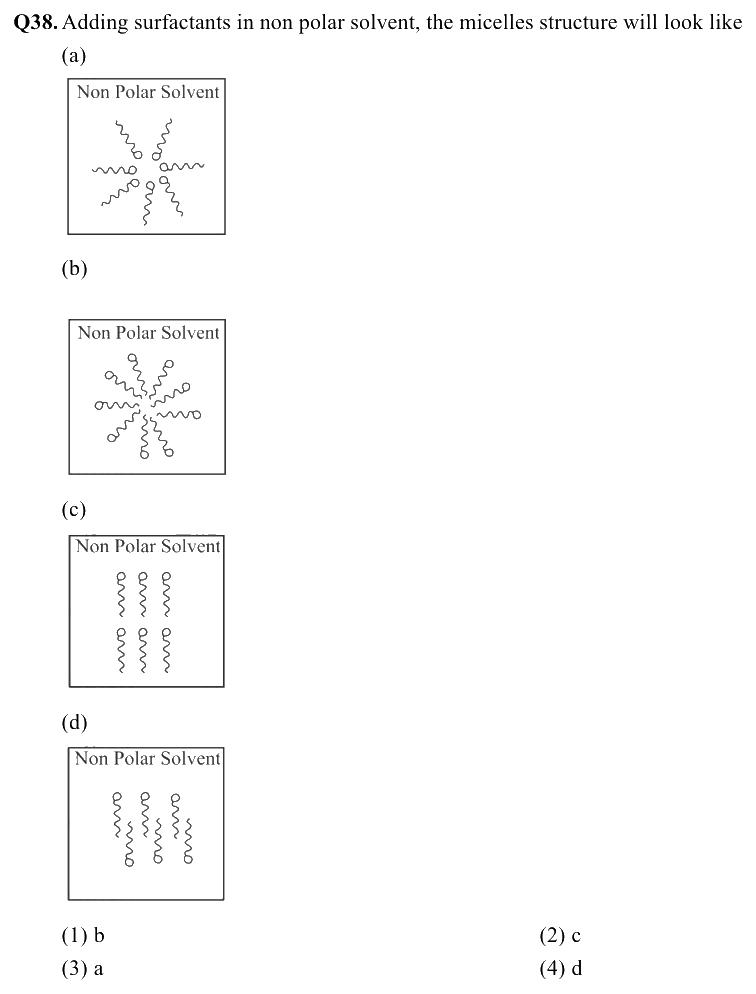 Q38. Adding surfactants in non polar solvent, the micelles structure will look like
(a)
Non Polar Solvent
(b)
Non Polar Solvent
(c)
Non Polar Solvent
(d)
Non Polar Solvent
(1) b (2) c
(3) a (4) d